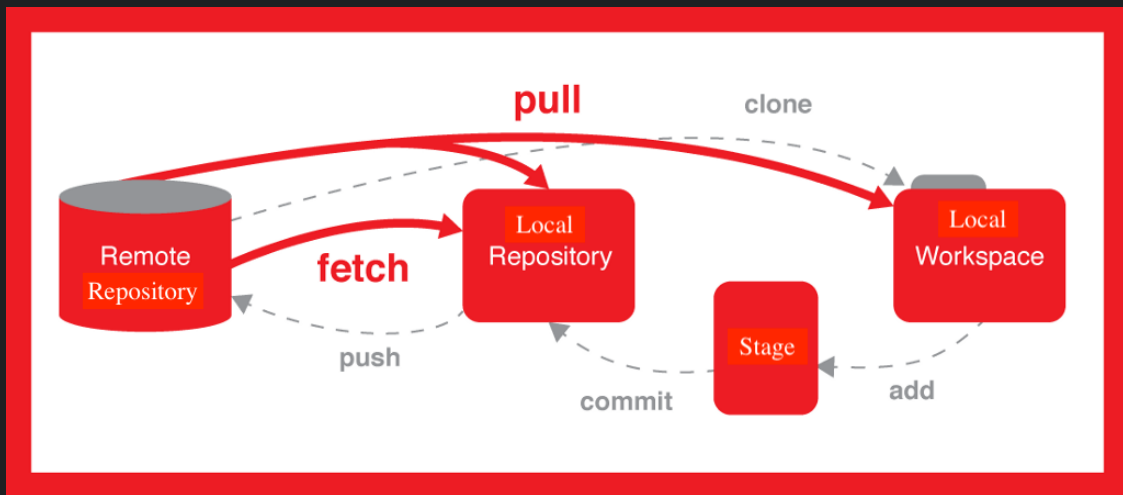 pull
clone
Local
Repository
Local
Workspace
Remote
Repository
fetch
Stage
push
commit
add